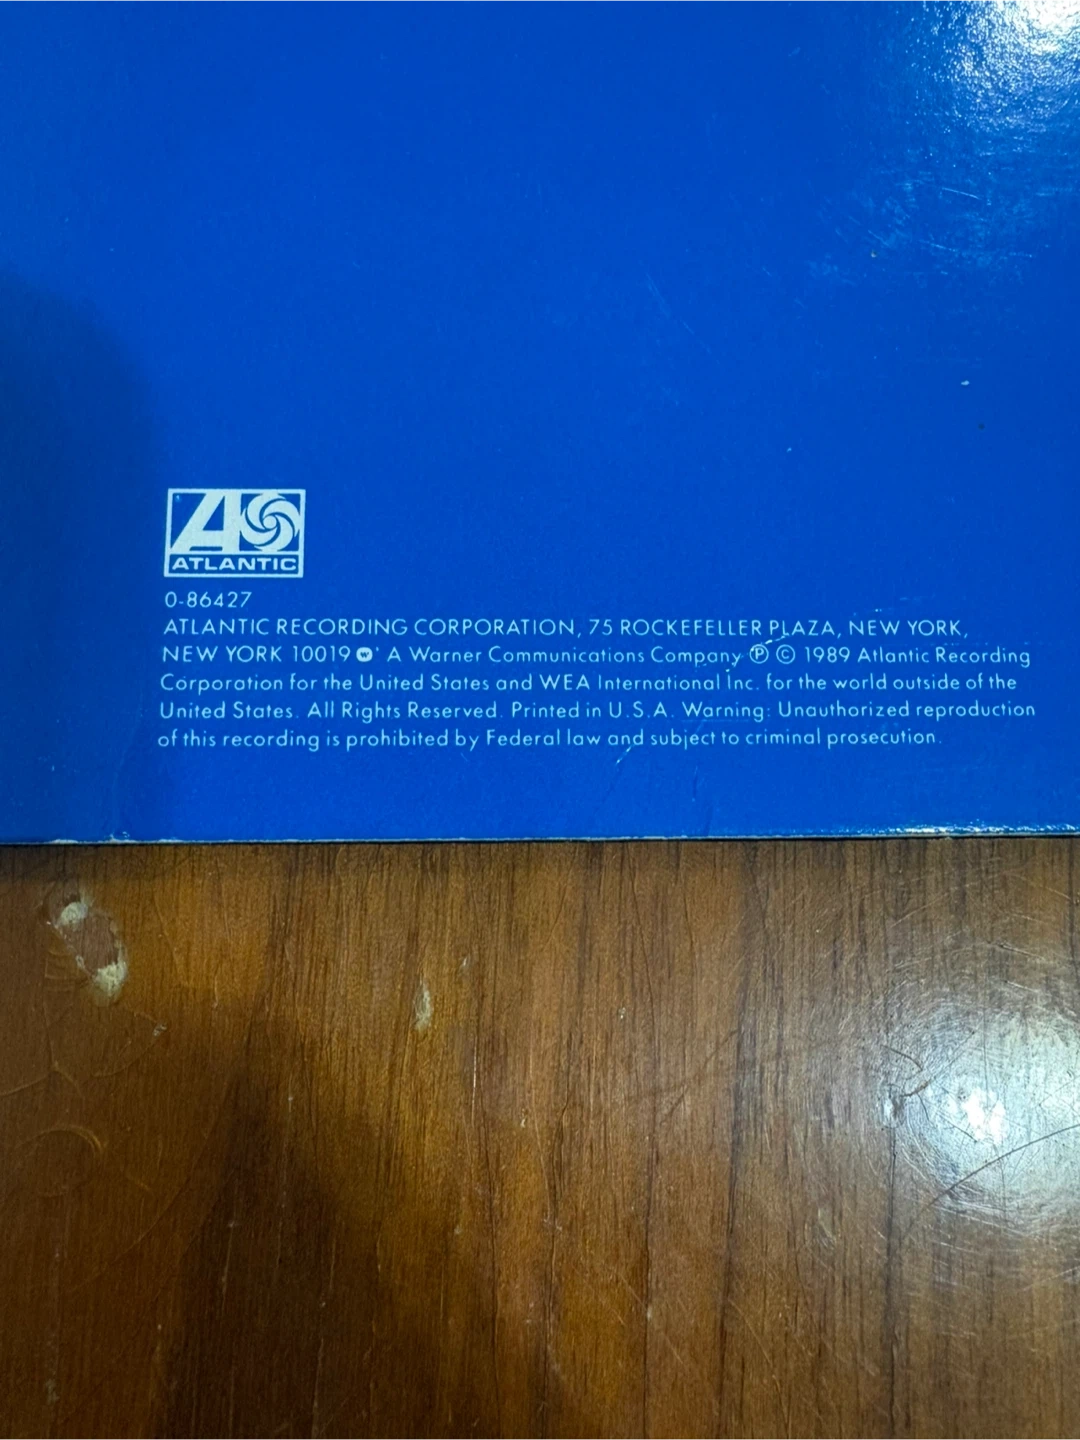 ATLANTIC
0-86427
ATLANTIC RECORDING CORPORATION, 75 ROCKEFELLER PLAZA, NEW YORK,
NEW YORK 10019 W A Warner Communications Company ℗ © 1989 Atlantic Recording
Corporation for the United States and WEA International Inc. for the world outside of the
United States. All Rights Reserved. Printed in U.S.A. Warning: Unauthorized reproduction
of this recording is prohibited by Federal law and subject to criminal prosecution.